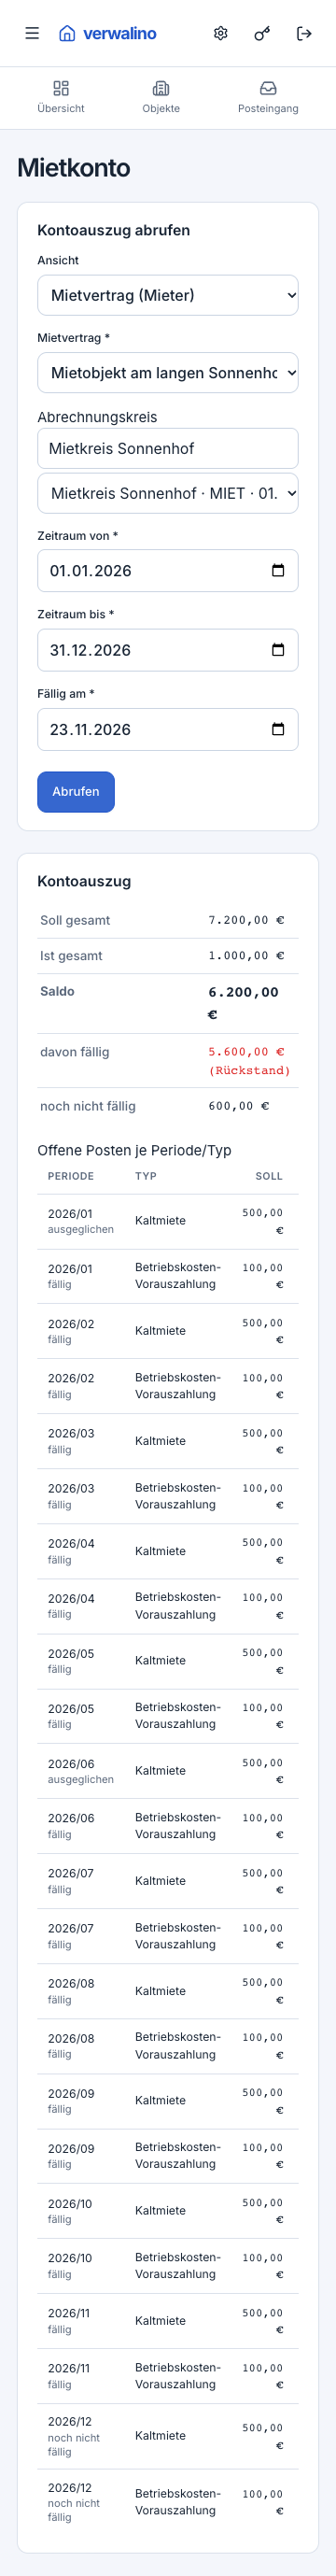 verwalino
Übersicht
Objekte
Posteingang
Mietkonto
Kontoauszug abrufen
Ansicht
Mietvertrag (Mieter)
Mietvertrag *
Mietobjekt am langen Sonnenho
Abrechnungskreis
Mietkreis Sonnenhof
Mietkreis Sonnenhof · MIET · 01.
Zeitraum von *
01.01.2026
Zeitraum bis *
31.12.2026
Fällig am *
23.11.2026
Abrufen
Kontoauszug
Soll gesamt 7.200,00 €
Ist gesamt 1.000,00 €
Saldo 6.200,00
€
davon fällig 5.600,00 €
(Rückstand)
noch nicht fällig 600,00 €
Offene Posten je Periode/Typ
PERIODE TYP SOLL
2026/01 Kaltmiete 500,00
ausgeglichen €
2026/01 Betriebskosten- 100,00
fällig Vorauszahlung €
2026/02 Kaltmiete 500,00
fällig €
2026/02 Betriebskosten- 100,00
fällig Vorauszahlung €
2026/03 Kaltmiete 500,00
fällig €
2026/03 Betriebskosten- 100,00
fällig Vorauszahlung €
2026/04 Kaltmiete 500,00
fällig €
2026/04 Betriebskosten- 100,00
fällig Vorauszahlung €
2026/05 Kaltmiete 500,00
fällig €
2026/05 Betriebskosten- 100,00
fällig Vorauszahlung €
2026/06 Kaltmiete 500,00
ausgeglichen €
2026/06 Betriebskosten- 100,00
fällig Vorauszahlung €
2026/07 Kaltmiete 500,00
fällig €
2026/07 Betriebskosten- 100,00
fällig Vorauszahlung €
2026/08 Kaltmiete 500,00
fällig €
2026/08 Betriebskosten- 100,00
fällig Vorauszahlung €
2026/09 Kaltmiete 500,00
fällig €
2026/09 Betriebskosten- 100,00
fällig Vorauszahlung €
2026/10 Kaltmiete 500,00
fällig €
2026/10 Betriebskosten- 100,00
fällig Vorauszahlung €
2026/11 Kaltmiete 500,00
fällig €
2026/11 Betriebskosten- 100,00
fällig Vorauszahlung €
2026/12 Kaltmiete 500,00
noch nicht €
fällig
2026/12 Betriebskosten- 100,00
noch nicht Vorauszahlung €
fällig